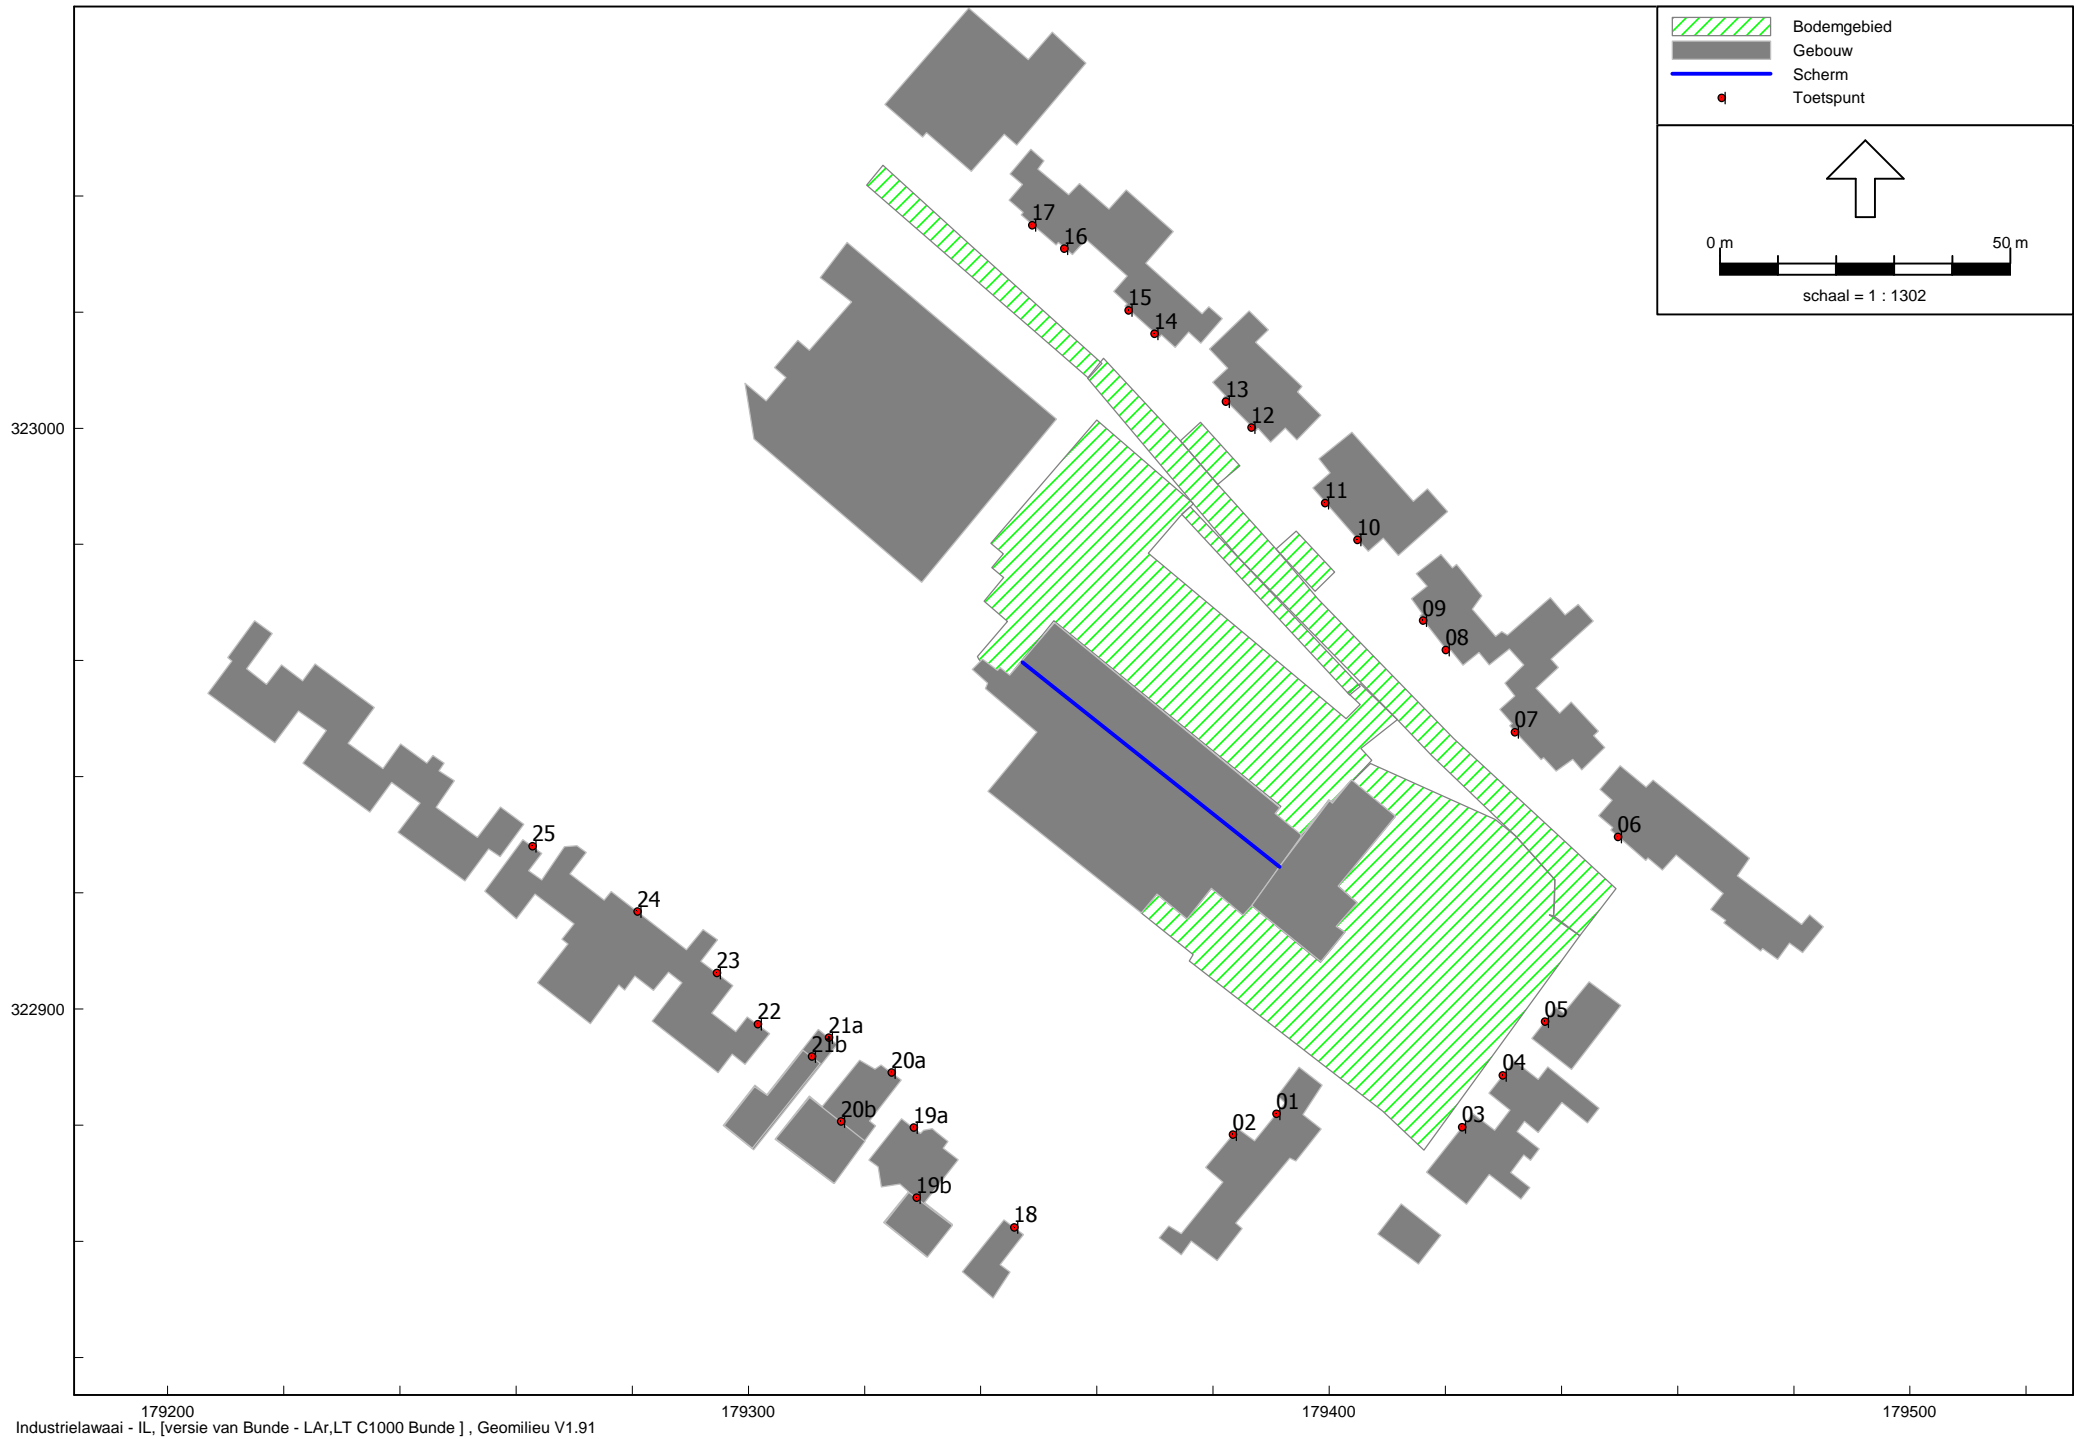 Bodemgebied
Gebouw
Scherm
Toetspunt
0 m
50 m
schaal = 1 : 1302
17
16
15
14
13
12
11
10
09
08
07
06
05
04
03
01
02
25
24
23
22
21a
21b
20a
20b
19a
19b
18
323000
322900
179200
179300
179400
179500
Industrielawaai - IL, [versie van Bunde - LAr,LT C1000 Bunde ] , Geomilieu V1.91